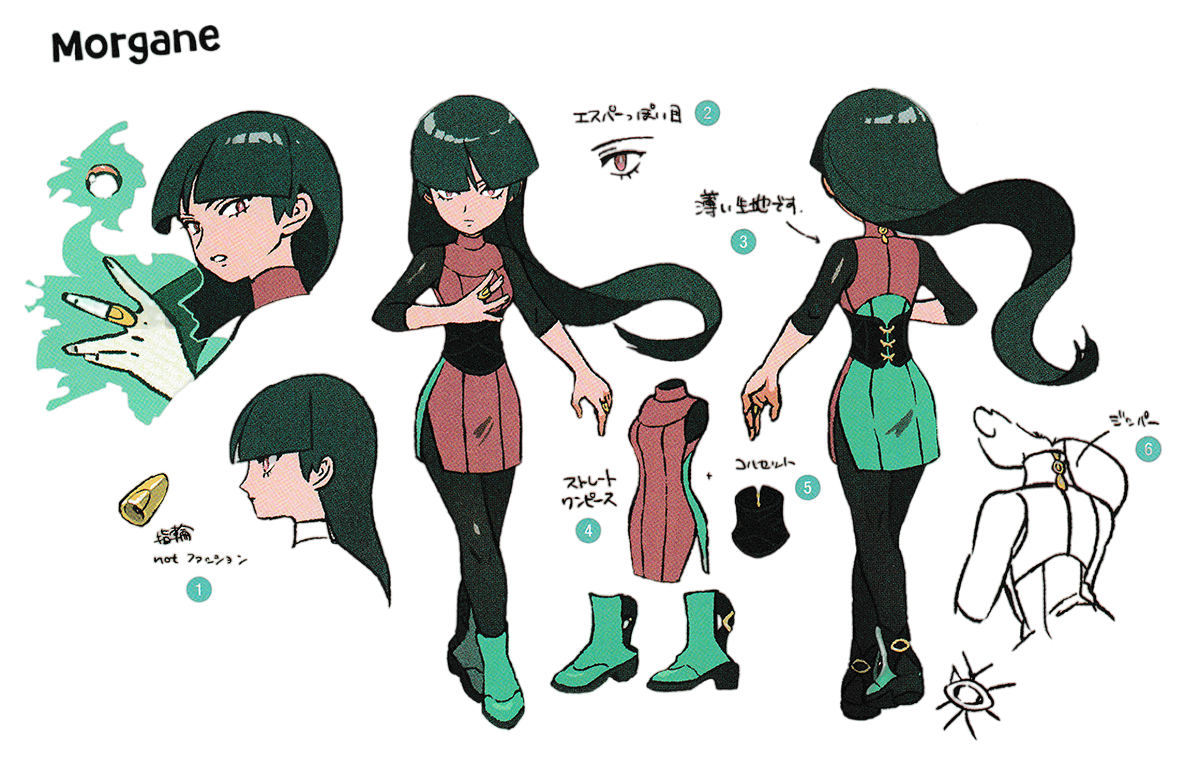 Morgane
エスパーっぽい目 2
薄い生地です.
3
ジッパー
6
ストレート
ワンピース
4
+
コルセット
5
指輪
not ファッション
1